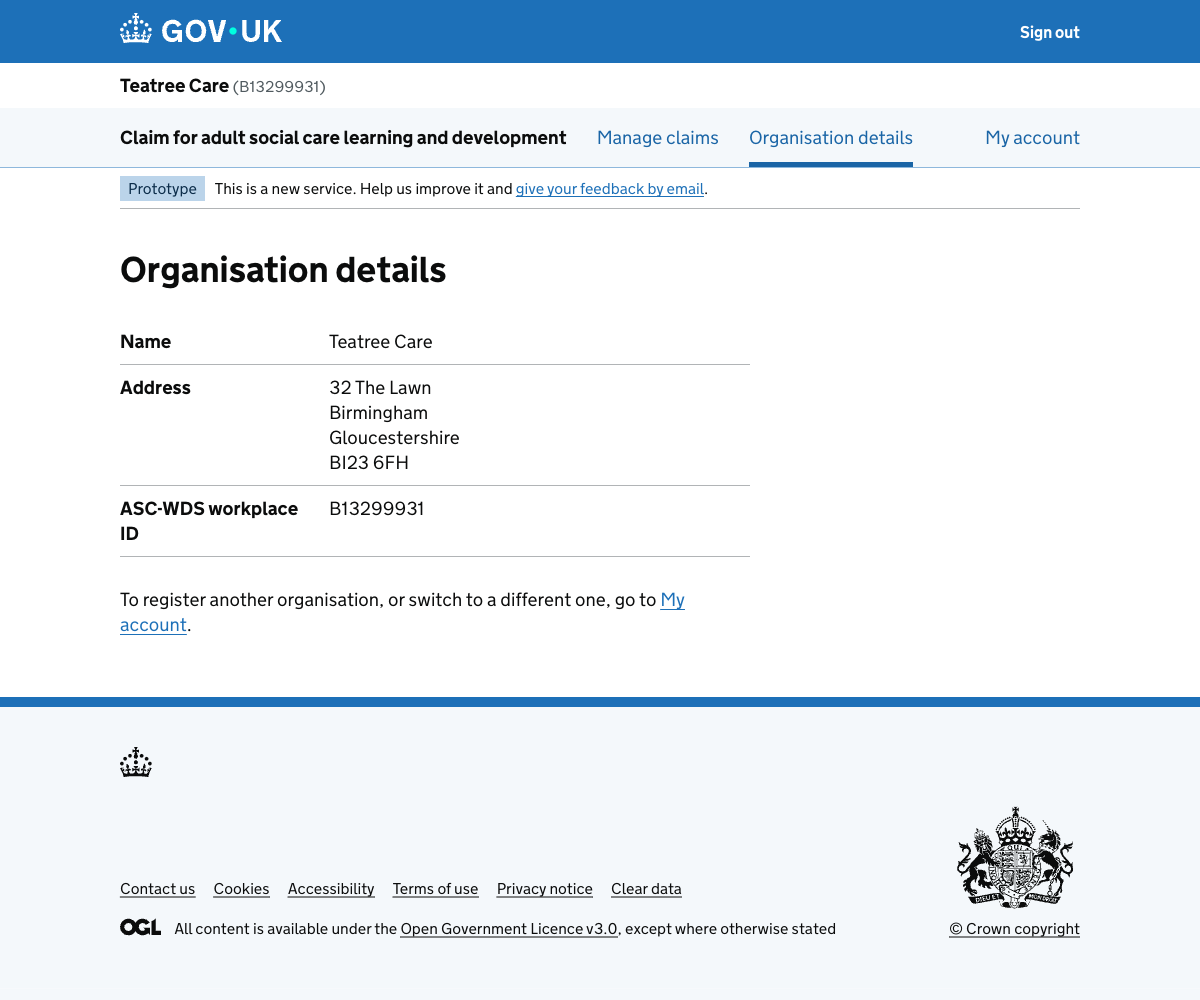 GOV·UK
Sign out
Teatree Care (B13299931)
Claim for adult social care learning and development
Manage claims
Organisation details
My account
Prototype
This is a new service. Help us improve it and give your feedback by email.
Organisation details
Name
Teatree Care
Address
32 The Lawn
Birmingham
Gloucestershire
BI23 6FH
ASC-WDS workplace
ID
B13299931
To register another organisation, or switch to a different one, go to My
account.
Contact us
Cookies
Accessibility
Terms of use
Privacy notice
Clear data
OGL
All content is available under the Open Government Licence v3.0, except where otherwise stated
© Crown copyright